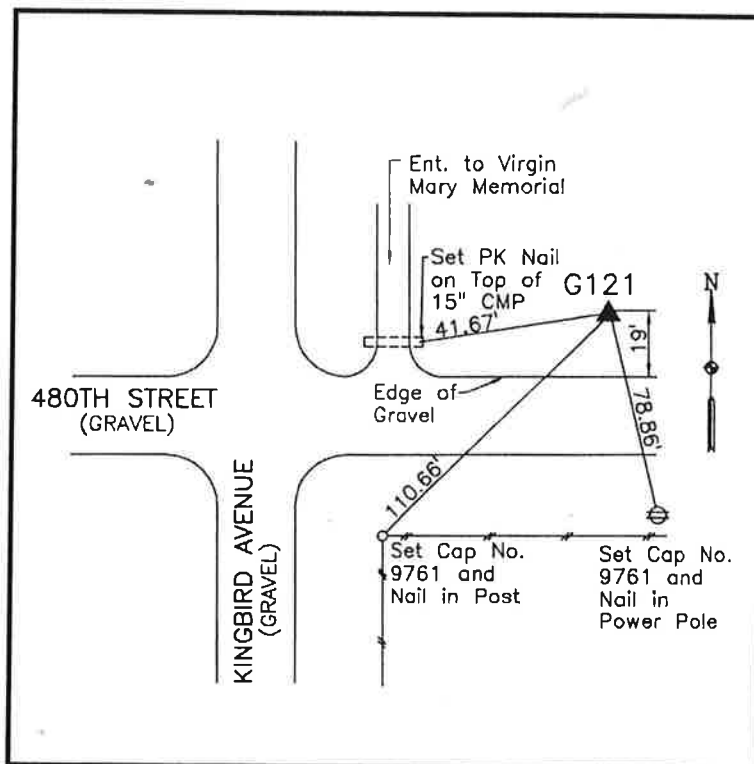 Ent. to Virgin
Mary Memorial
Set PK Nail
on Top of
15" CMP
G121
N
41.67'
19'
480TH STREET
(GRAVEL)
Edge of
Gravel
78.86'
110.66'
KINGBIRD AVENUE
(GRAVEL)
Set Cap No.
9761 and
Nail in Post
Set Cap No.
9761 and
Nail in
Power Pole